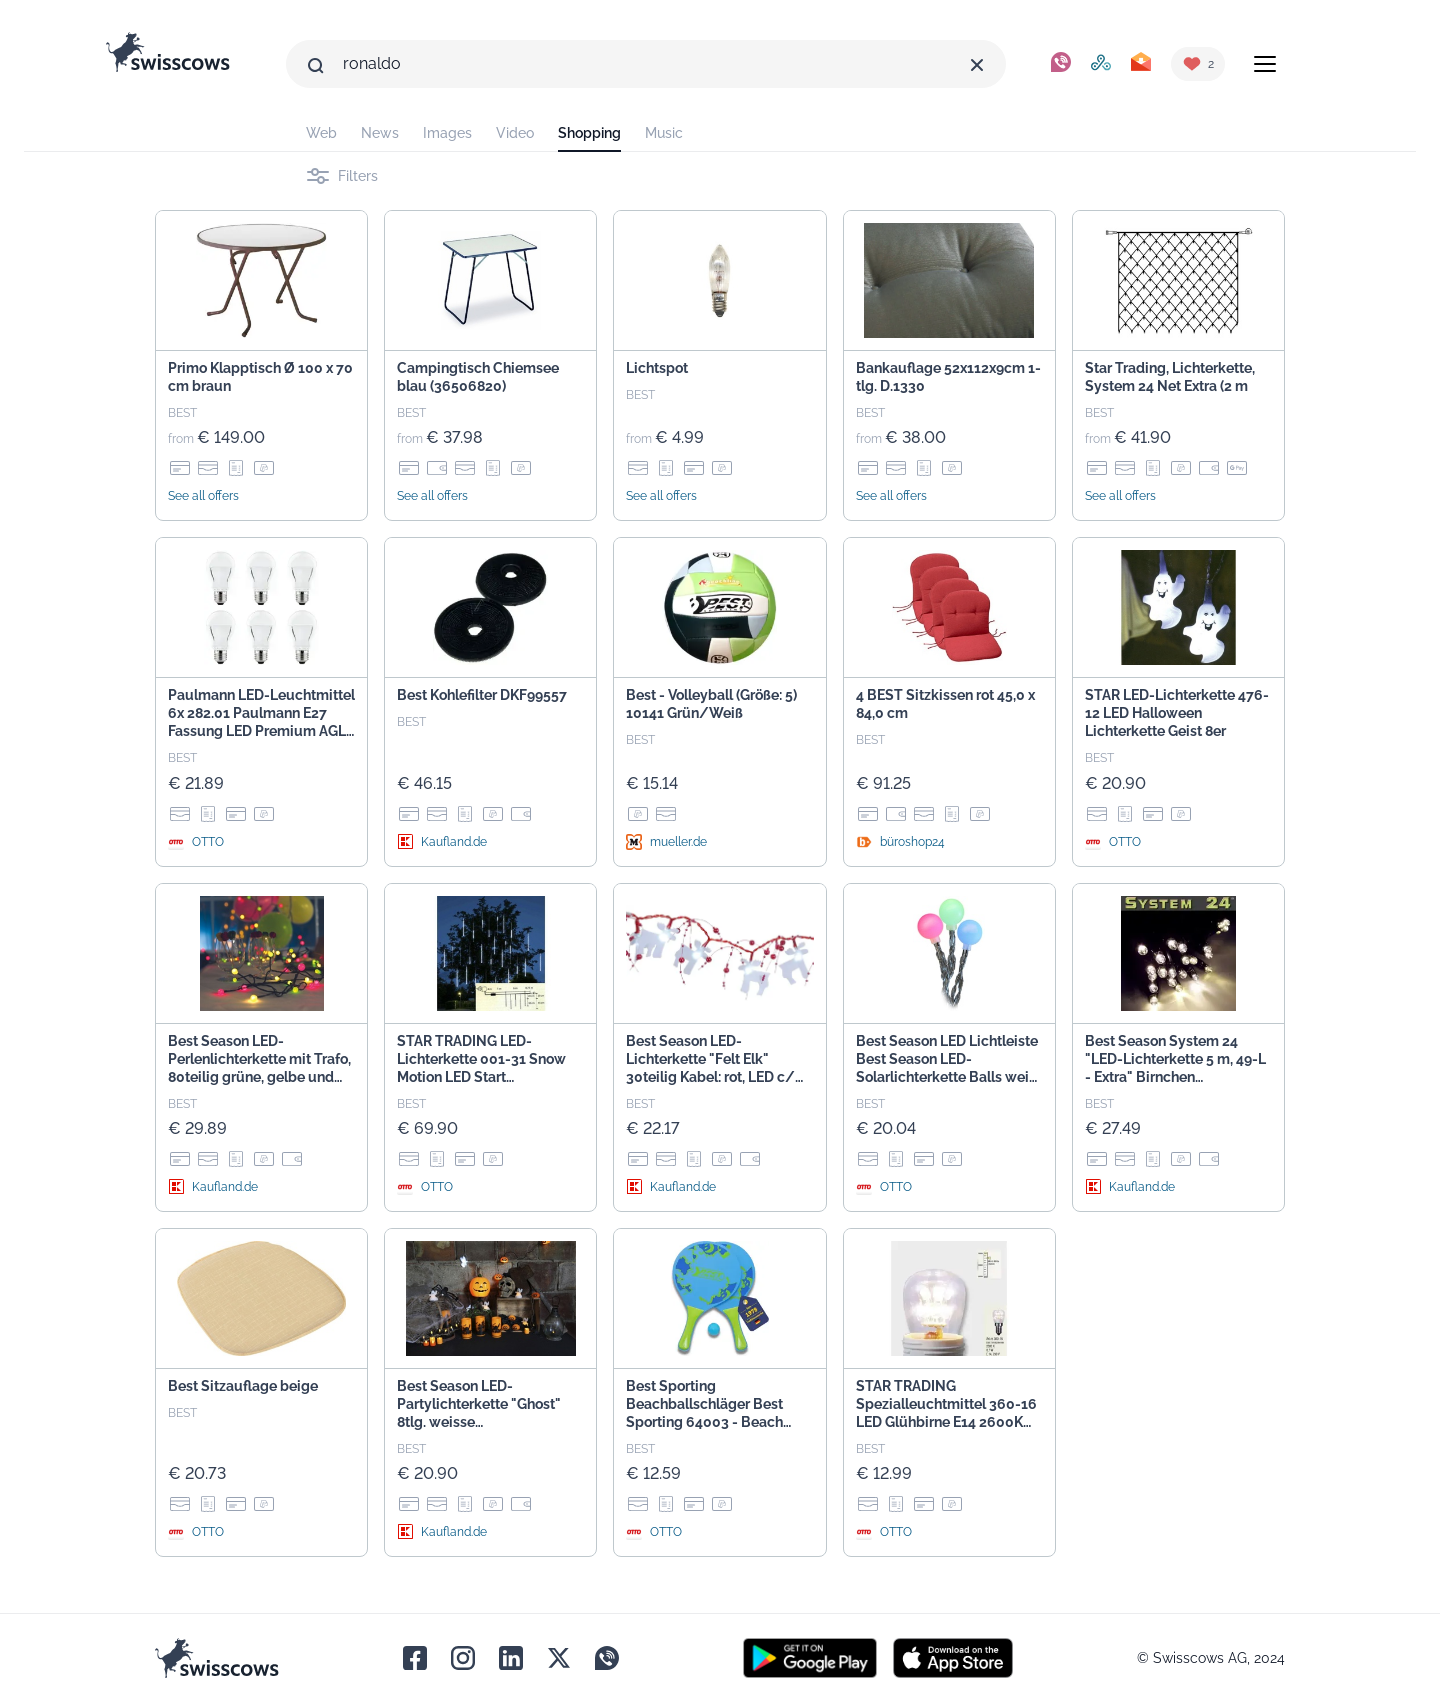 swisscows
ronaldo
2
Web News Images Video Shopping Music
Filters
Primo Klapptisch Ø 100 x 70
cm braun
BEST
from € 149.00
See all offers
Campingtisch Chiemsee
blau (36506820)
BEST
from € 37.98
See all offers
Lichtspot
BEST
from € 4.99
See all offers
Bankauflage 52x112x9cm 1-
tlg. D.1330
BEST
from € 38.00
See all offers
Star Trading, Lichterkette,
System 24 Net Extra (2 m
BEST
from € 41.90
G Pay
See all offers
Paulmann LED-Leuchtmittel
6x 282.01 Paulmann E27
Fassung LED Premium AGL...
BEST
€ 21.89
OTTO
Best Kohlefilter DKF99557
BEST
€ 46.15
Kaufland.de
BEST
Best - Volleyball (Größe: 5)
10141 Grün/Weiß
BEST
€ 15.14
mueller.de
4 BEST Sitzkissen rot 45,0 x
84,0 cm
BEST
€ 91.25
büroshop24
STAR LED-Lichterkette 476-
12 LED Halloween
Lichterkette Geist 8er
BEST
€ 20.90
OTTO
Best Season LED-
Perlenlichterkette mit Trafo,
80teilig grüne, gelbe und...
BEST
€ 29.89
Kaufland.de
STAR TRADING LED-
Lichterkette 001-31 Snow
Motion LED Start...
BEST
€ 69.90
OTTO
Best Season LED-
Lichterkette "Felt Elk"
30teilig Kabel: rot, LED c/...
BEST
€ 22.17
Kaufland.de
Best Season LED Lichtleiste
Best Season LED-
Solarlichterkette Balls wei...
BEST
€ 20.04
OTTO
SYSTEM 24
Best Season System 24
"LED-Lichterkette 5 m, 49-L
- Extra" Birnchen...
BEST
€ 27.49
Kaufland.de
Best Sitzauflage beige
BEST
€ 20.73
OTTO
Best Season LED-
Partylichterkette "Ghost"
8tlg. weisse...
BEST
€ 20.90
Kaufland.de
Best Sporting
Beachballschläger Best
Sporting 64003 - Beach...
BEST
€ 12.59
OTTO
STAR TRADING
Spezialleuchtmittel 360-16
LED Glühbirne E14 2600K...
BEST
€ 12.99
OTTO
swisscows
GET IT ON
Google Play
Download on the
App Store
© Swisscows AG, 2024